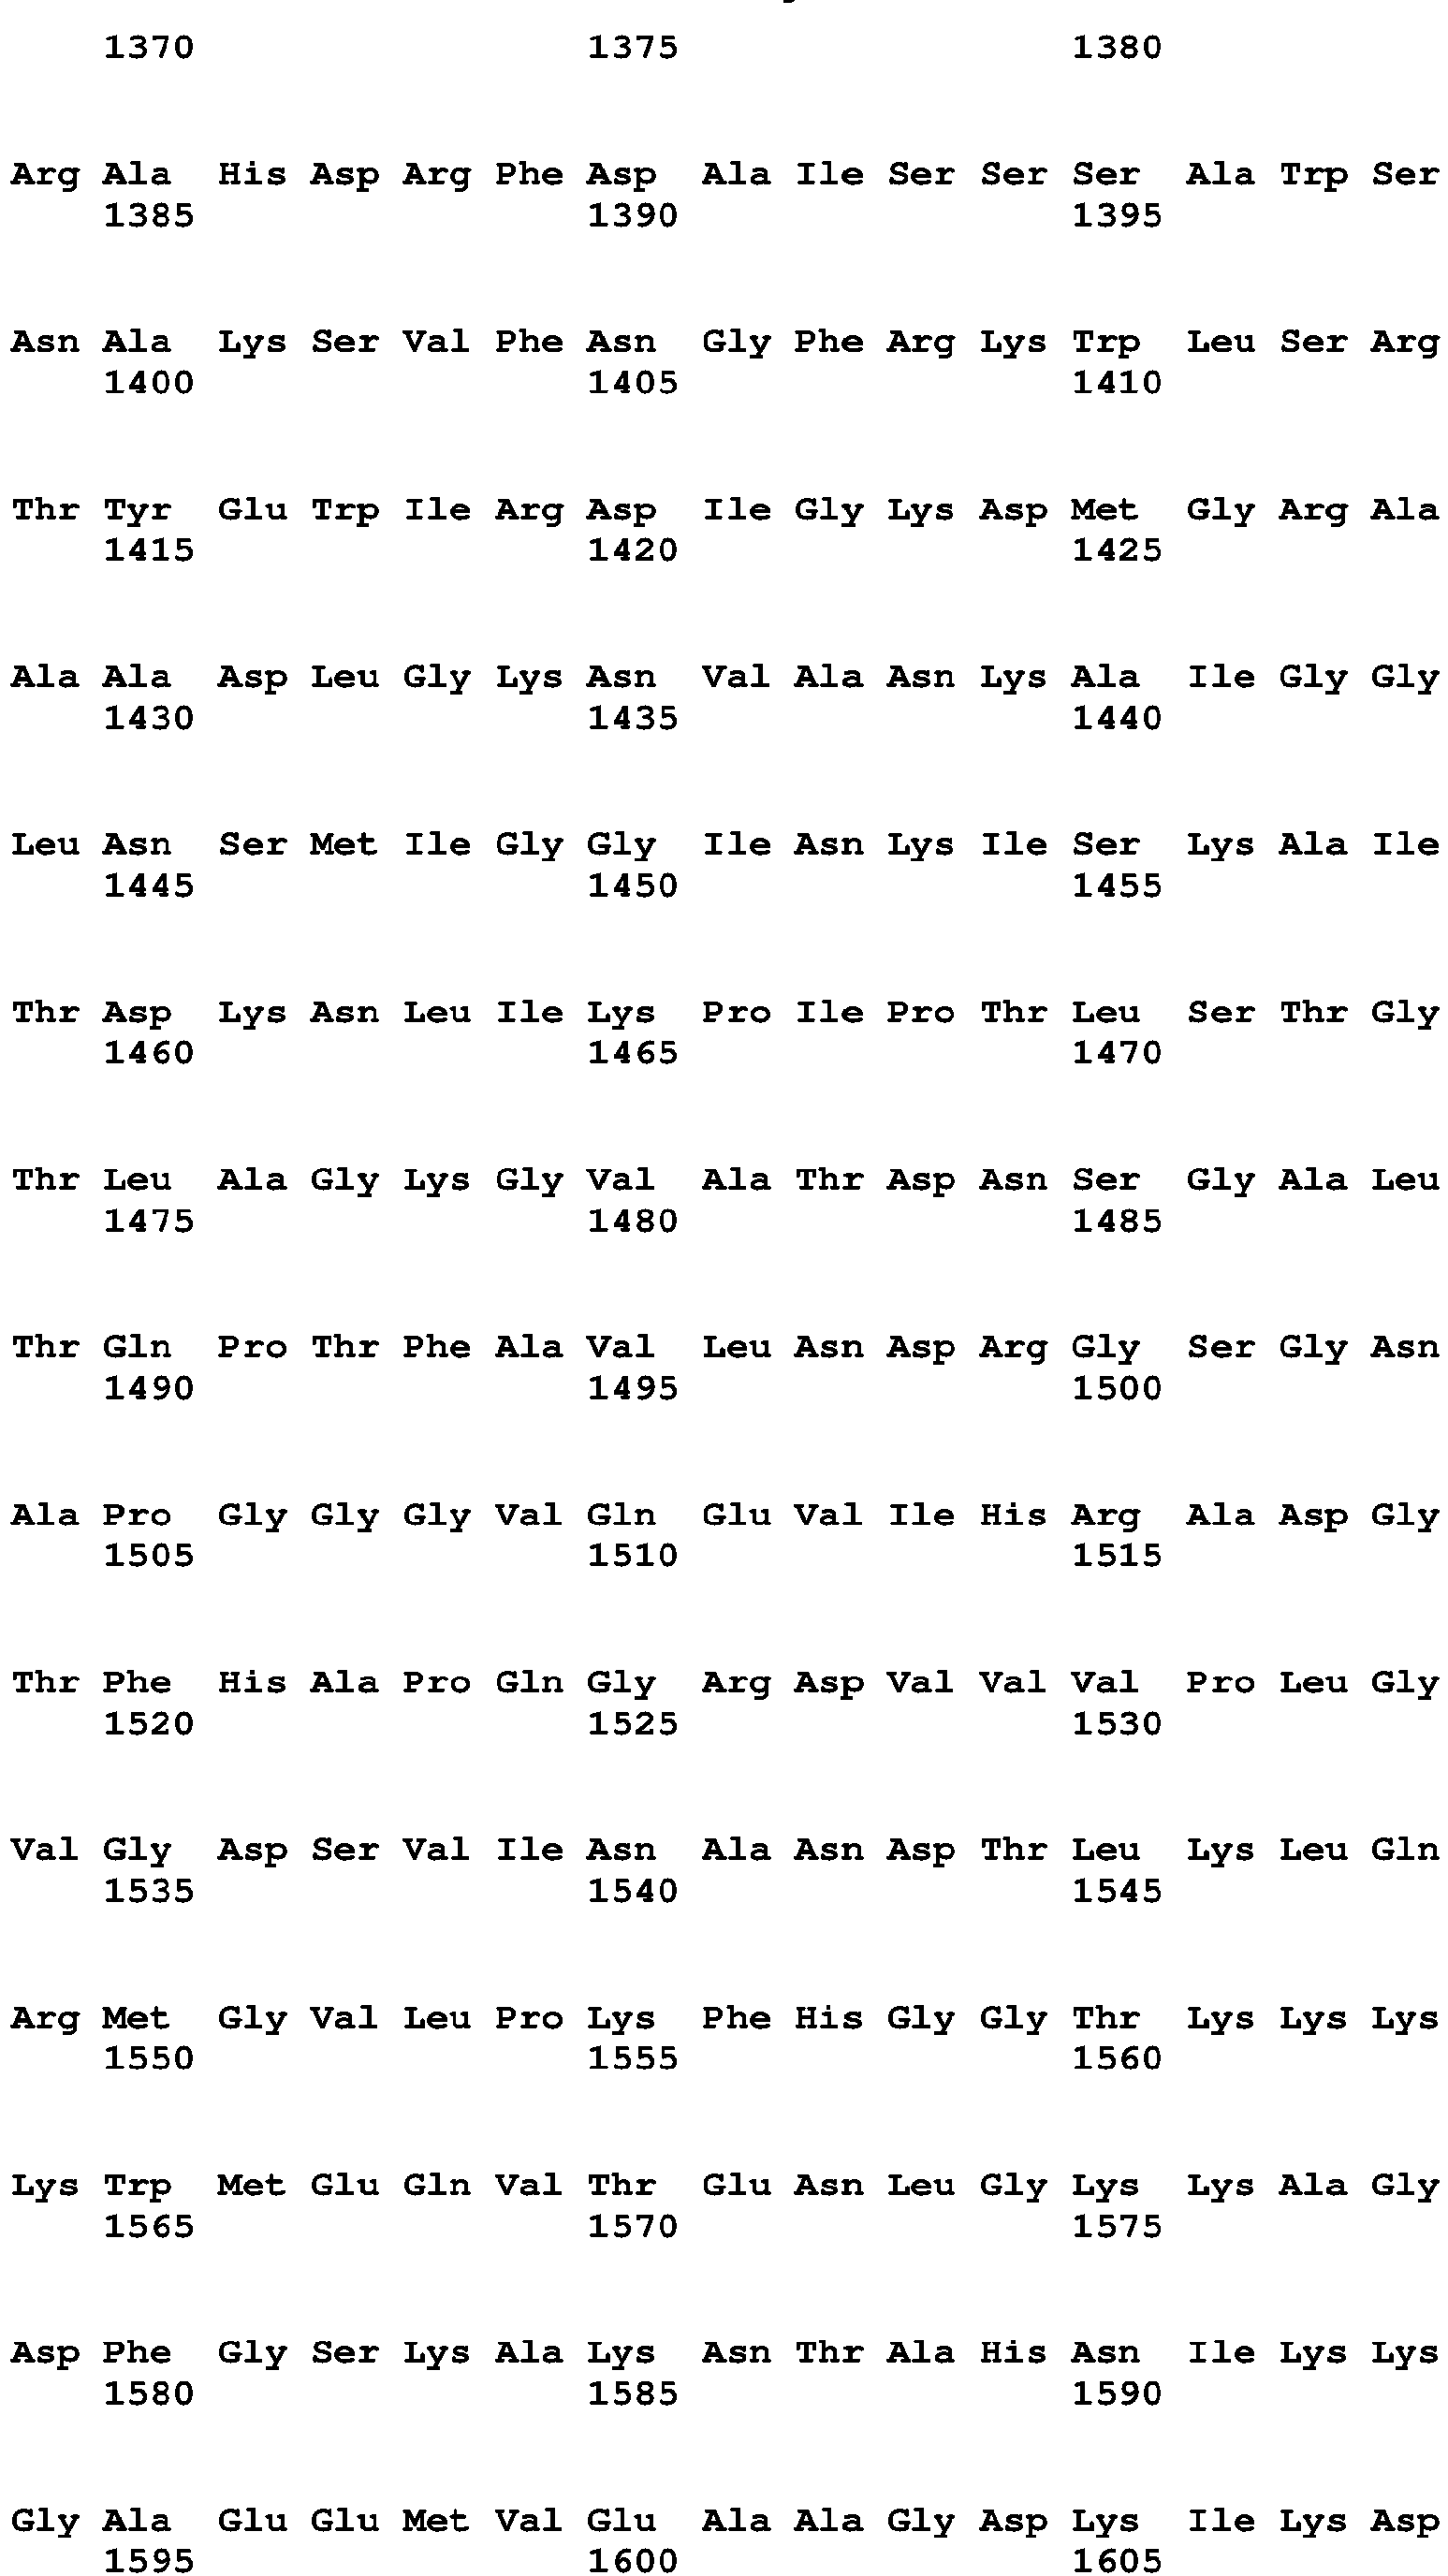 1370 1375 1380
Arg Ala His Asp Arg Phe Asp Ala Ile Ser Ser Ser Ala Trp Ser
1385 1390 1395
Asn Ala Lys Ser Val Phe Asn Gly Phe Arg Lys Trp Leu Ser Arg
1400 1405 1410
Thr Tyr Glu Trp Ile Arg Asp Ile Gly Lys Asp Met Gly Arg Ala
1415 1420 1425
Ala Ala Asp Leu Gly Lys Asn Val Ala Asn Lys Ala Ile Gly Gly
1430 1435 1440
Leu Asn Ser Met Ile Gly Gly Ile Asn Lys Ile Ser Lys Ala Ile
1445 1450 1455
Thr Asp Lys Asn Leu Ile Lys Pro Ile Pro Thr Leu Ser Thr Gly
1460 1465 1470
Thr Leu Ala Gly Lys Gly Val Ala Thr Asp Asn Ser Gly Ala Leu
1475 1480 1485
Thr Gln Pro Thr Phe Ala Val Leu Asn Asp Arg Gly Ser Gly Asn
1490 1495 1500
Ala Pro Gly Gly Gly Val Gln Glu Val Ile His Arg Ala Asp Gly
1505 1510 1515
Thr Phe His Ala Pro Gln Gly Arg Asp Val Val Val Pro Leu Gly
1520 1525 1530
Val Gly Asp Ser Val Ile Asn Ala Asn Asp Thr Leu Lys Leu Gln
1535 1540 1545
Arg Met Gly Val Leu Pro Lys Phe His Gly Gly Thr Lys Lys Lys
1550 1555 1560
Lys Trp Met Glu Gln Val Thr Glu Asn Leu Gly Lys Lys Ala Gly
1565 1570 1575
Asp Phe Gly Ser Lys Ala Lys Asn Thr Ala His Asn Ile Lys Lys
1580 1585 1590
Gly Ala Glu Glu Met Val Glu Ala Ala Gly Asp Lys Ile Lys Asp
1595 1600 1605